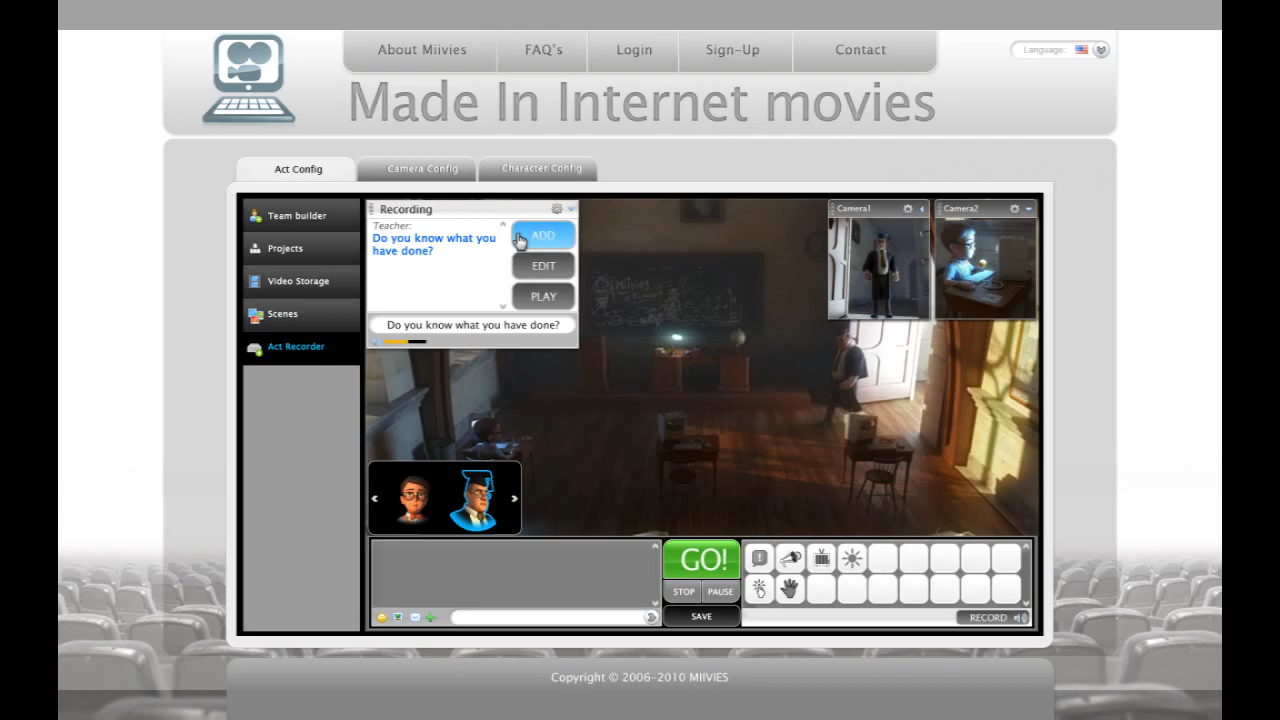 About Miivies
FAQ's
Login
Sign-Up
Contact
Language:
Made In Internet movies
Act Config
Camera Config
Character Config
Team builder
Projects
Video Storage
Scenes
Act Recorder
Recording
Teacher:
Do you know what you
have done?
ADD
EDIT
PLAY
Do you know what you have done?
Camera1
Camera2
Miivies
GO!
STOP
PAUSE
SAVE
RECORD
Copyright © 2006-2010 MIIVIES